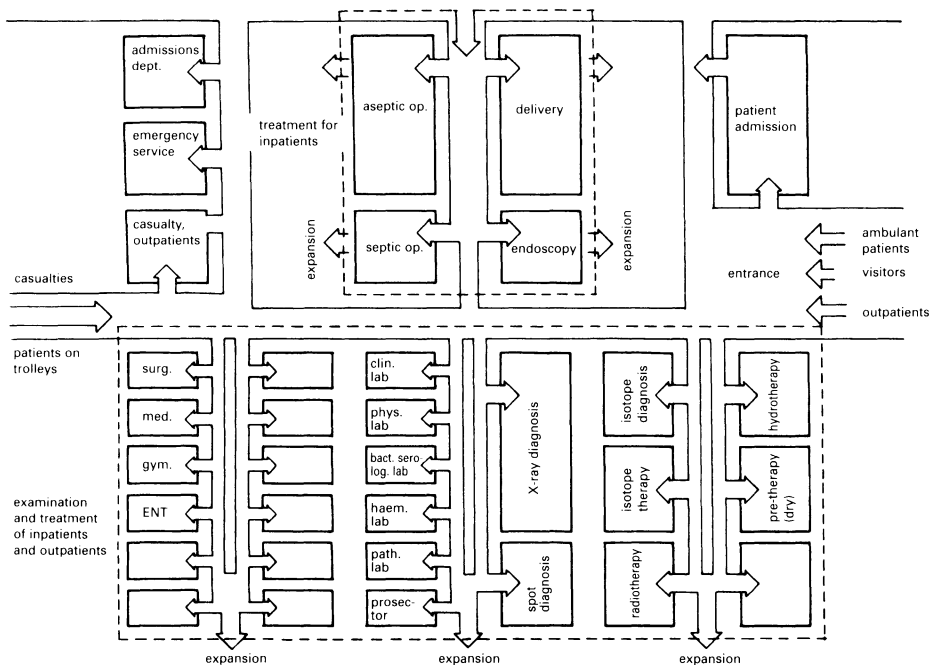 admissions
dept.
emergency
service
casualty,
outpatients
casualties
patients on
trolleys
treatment for
inpatients
aseptic op.
delivery
septic op.
endoscopy
expansion
expansion
patient
admission
entrance
ambulant
patients
visitors
outpatients
examination
and treatment
of inpatients
and outpatients
surg.
med.
gym.
ENT
clin.
lab
phys.
lab
bact. sero-
log. lab
haem.
lab
path.
lab
prosec-
tor
X-ray diagnosis
spot
diagnosis
isotope
diagnosis
isotope
therapy
radiotherapy
hydrotherapy
pre-therapy
(dry)
expansion
expansion
expansion